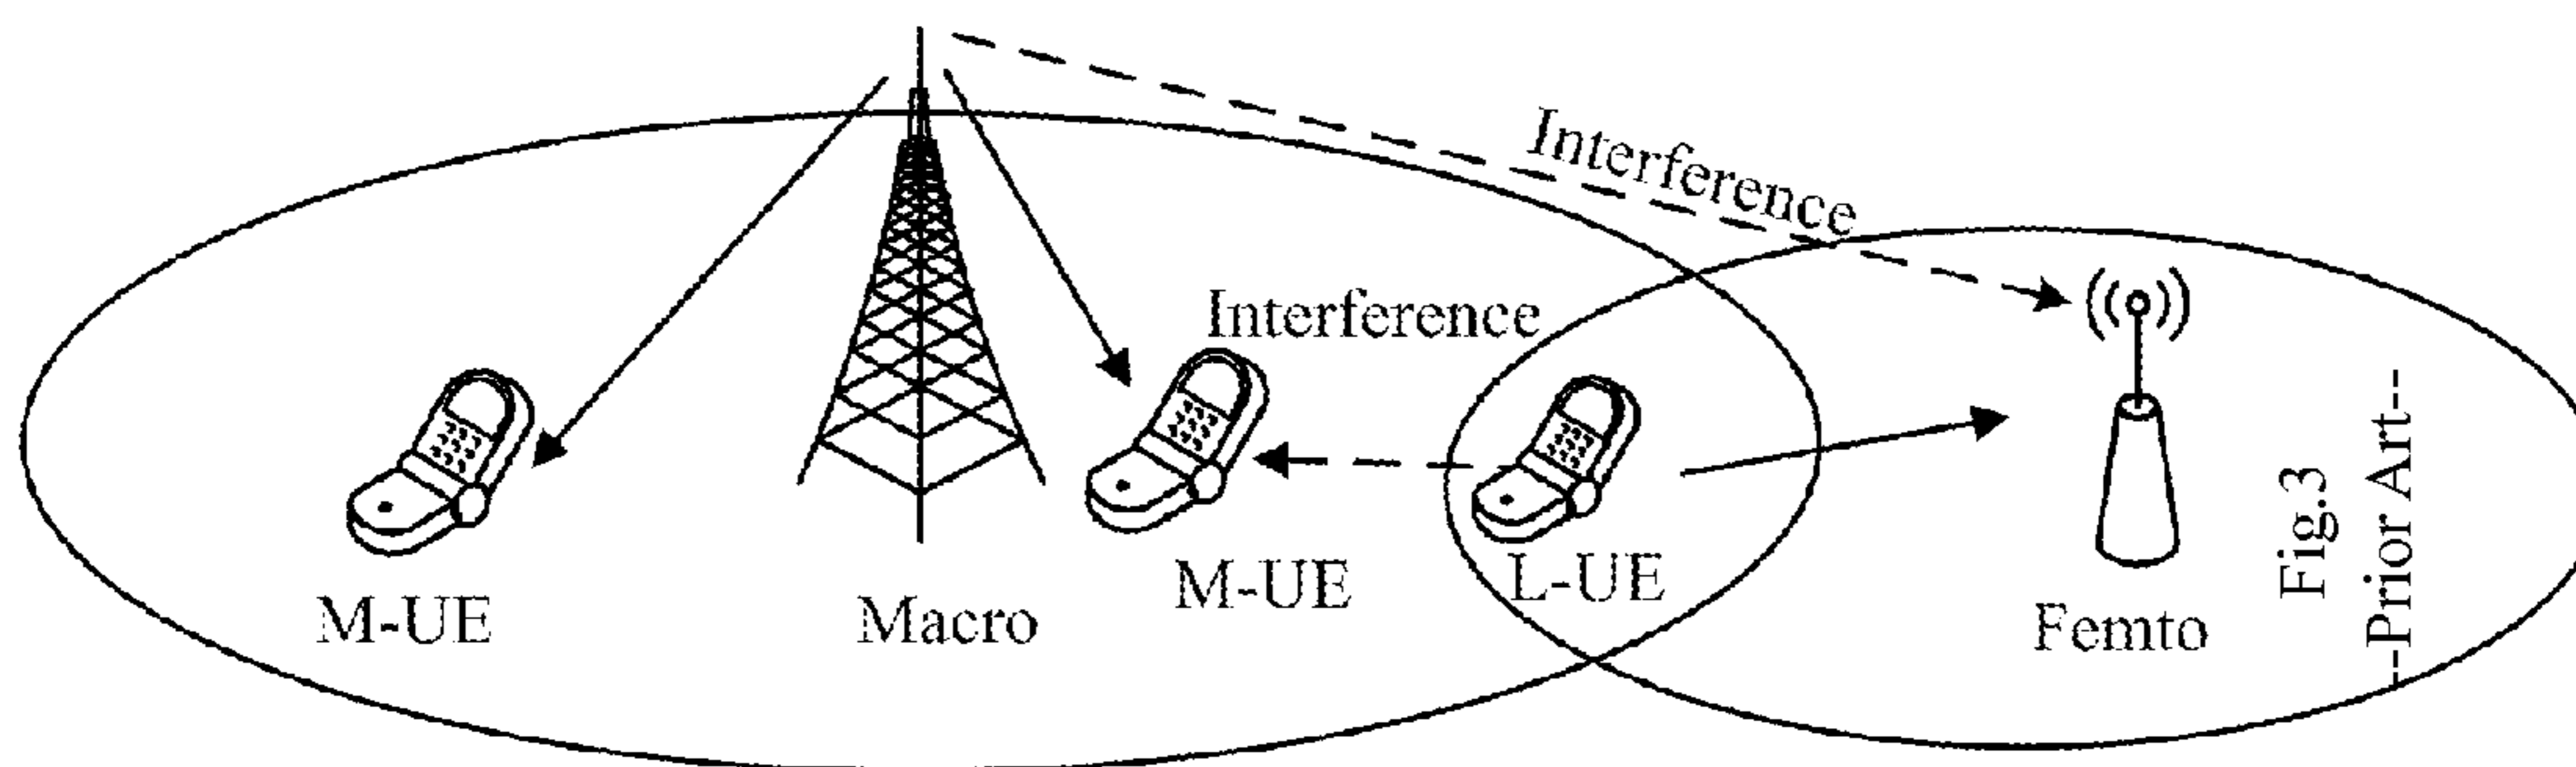 Interference
Interference
M-UE
Macro
M-UE
L-UE
Femto
Fig.3
--Prior Art--